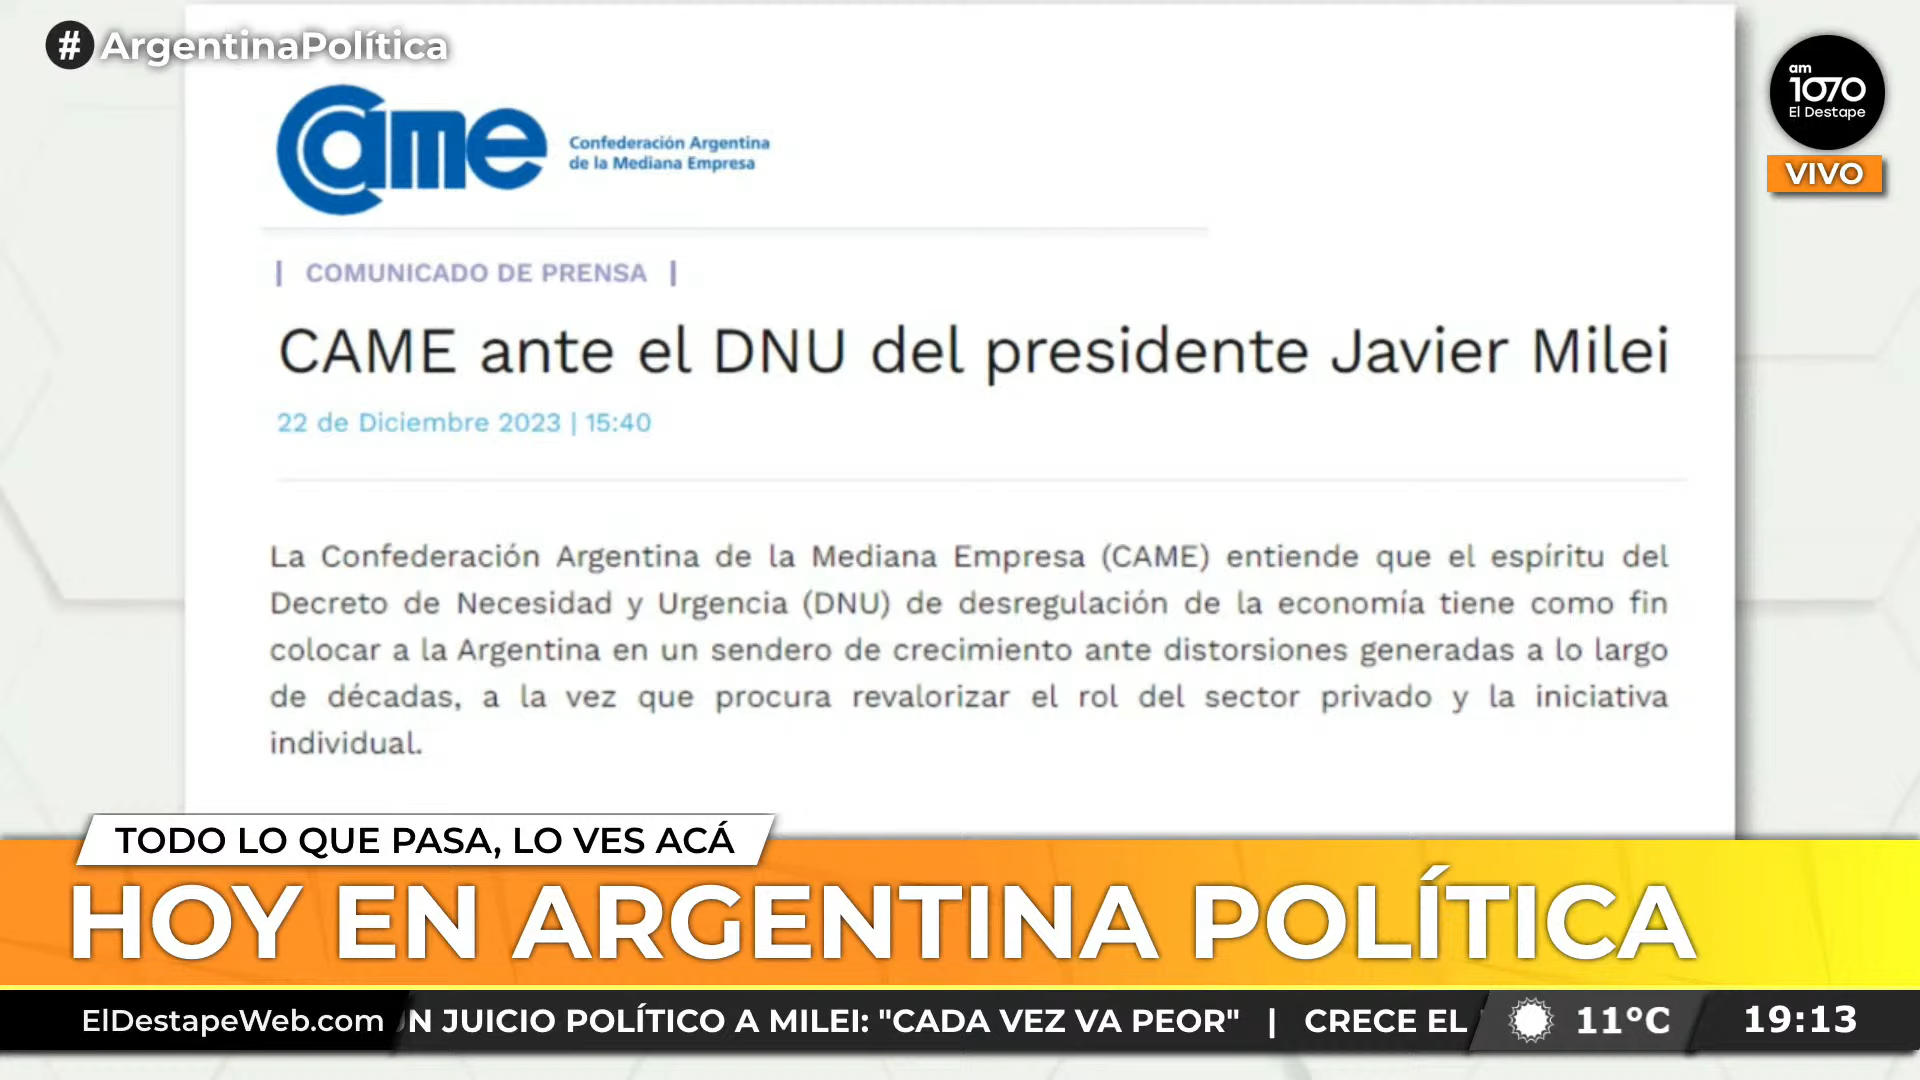 # ArgentinaPolítica
am
1070
El Destape
VIVO
Came
Confederación Argentina
de la Mediana Empresa
| COMUNICADO DE PRENSA |
CAME ante el DNU del presidente Javier Milei
22 de Diciembre 2023 | 15:40
La Confederación Argentina de la Mediana Empresa (CAME) entiende que el espíritu del
Decreto de Necesidad y Urgencia (DNU) de desregulación de la economía tiene como fin
colocar a la Argentina en un sendero de crecimiento ante distorsiones generadas a lo largo
de décadas, a la vez que procura revalorizar el rol del sector privado y la iniciativa
individual.
TODO LO QUE PASA, LO VES ACÁ
HOY EN ARGENTINA POLÍTICA
ElDestapeWeb.com
N JUICIO POLÍTICO A MILEI: "CADA VEZ VA PEOR" | CRECE EL
11°C
19:13